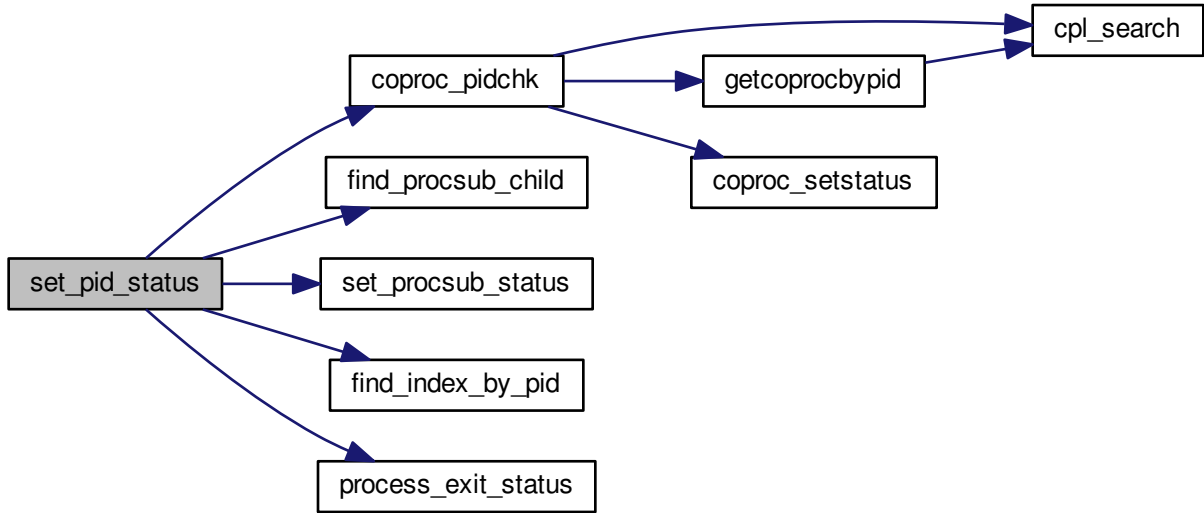 cpl_search
coproc_pidchk
getcoprocbypid
find_procsub_child
coproc_setstatus
set_pid_status
set_procsub_status
find_index_by_pid
process_exit_status